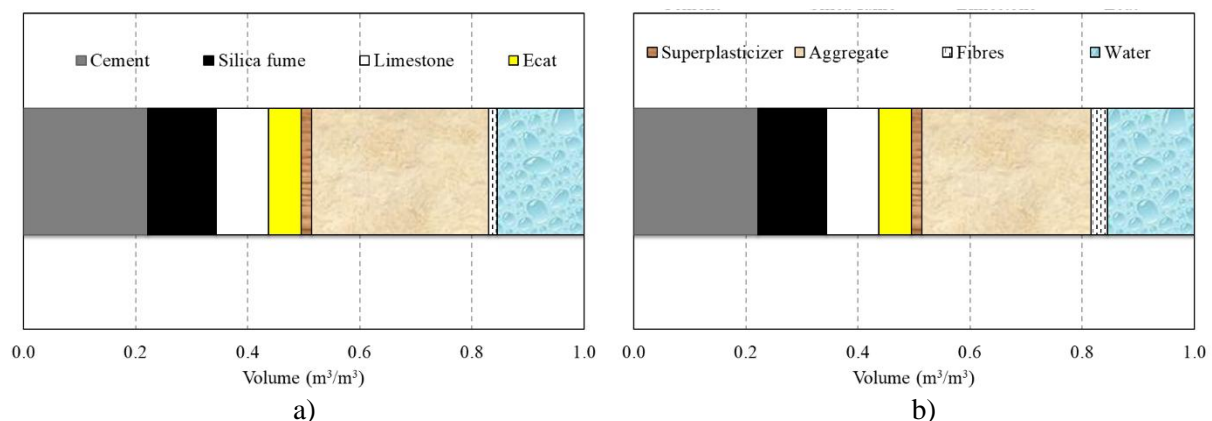 Cement Silica fume Limestone Ecat
0.0 0.2 0.4 0.6 0.8 1.0
Volume (m³/m³)
a)
Superplasticizer Aggregate Fibres Water
0.0 0.2 0.4 0.6 0.8 1.0
Volume (m³/m³)
b)